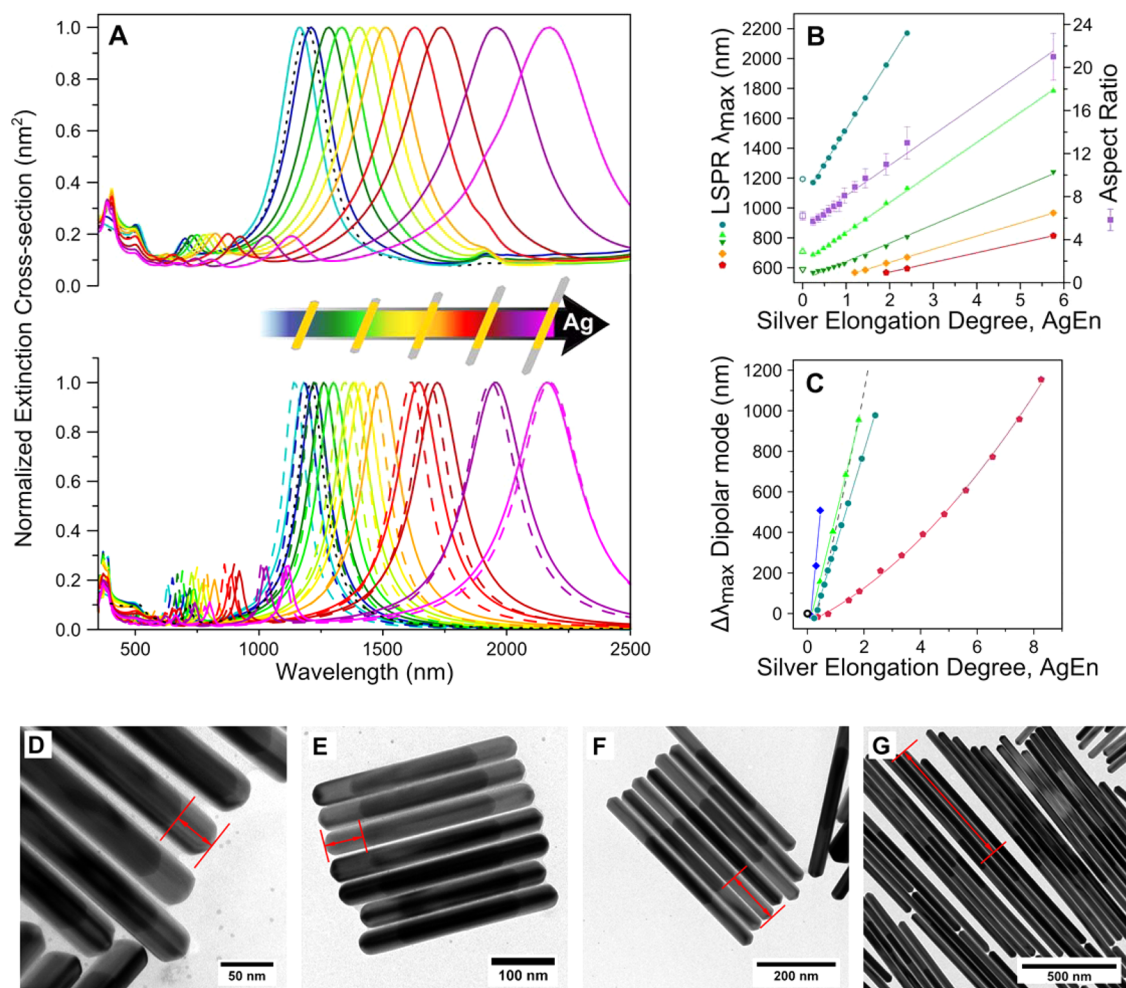 A
Normalized Extinction Cross-section (nm²)
1.0
0.8
0.6
0.4
0.2
0.0
Ag
1.0
0.8
0.6
0.4
0.2
0.0
500
1000
1500
2000
2500
Wavelength (nm)
B
LSPR λmax (nm)
2200
2000
1800
1600
1400
1200
1000
800
600
24
20
16
12
8
4
0
Aspect Ratio
0
1
2
3
4
5
6
Silver Elongation Degree, AgEn
C
Δλmax Dipolar mode (nm)
1000
1200
800
600
400
200
0
0
2
4
6
8
Silver Elongation Degree, AgEn
D
50 nm
E
100 nm
F
200 nm
G
500 nm